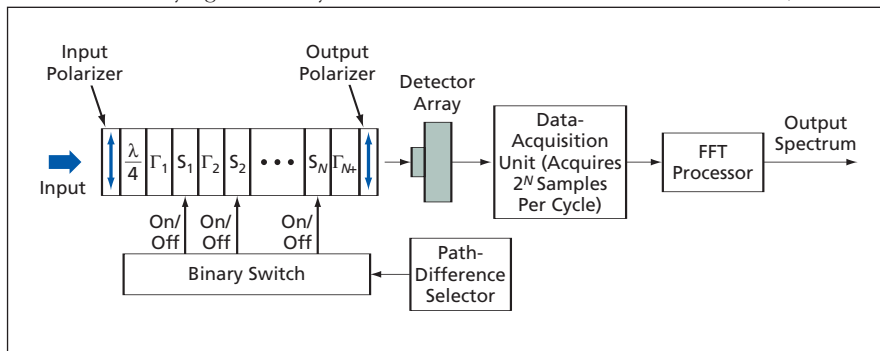 Input
Polarizer
Output
Polarizer
Detector
Array
λ
4
Γ1
S1
Γ2
S2
• • •
SN
ΓN+
Input
Data-
Acquisition
Unit (Acquires
2^N Samples
Per Cycle)
FFT
Processor
Output
Spectrum
On/
Off
On/
Off
On/
Off
Binary Switch
Path-
Difference
Selector